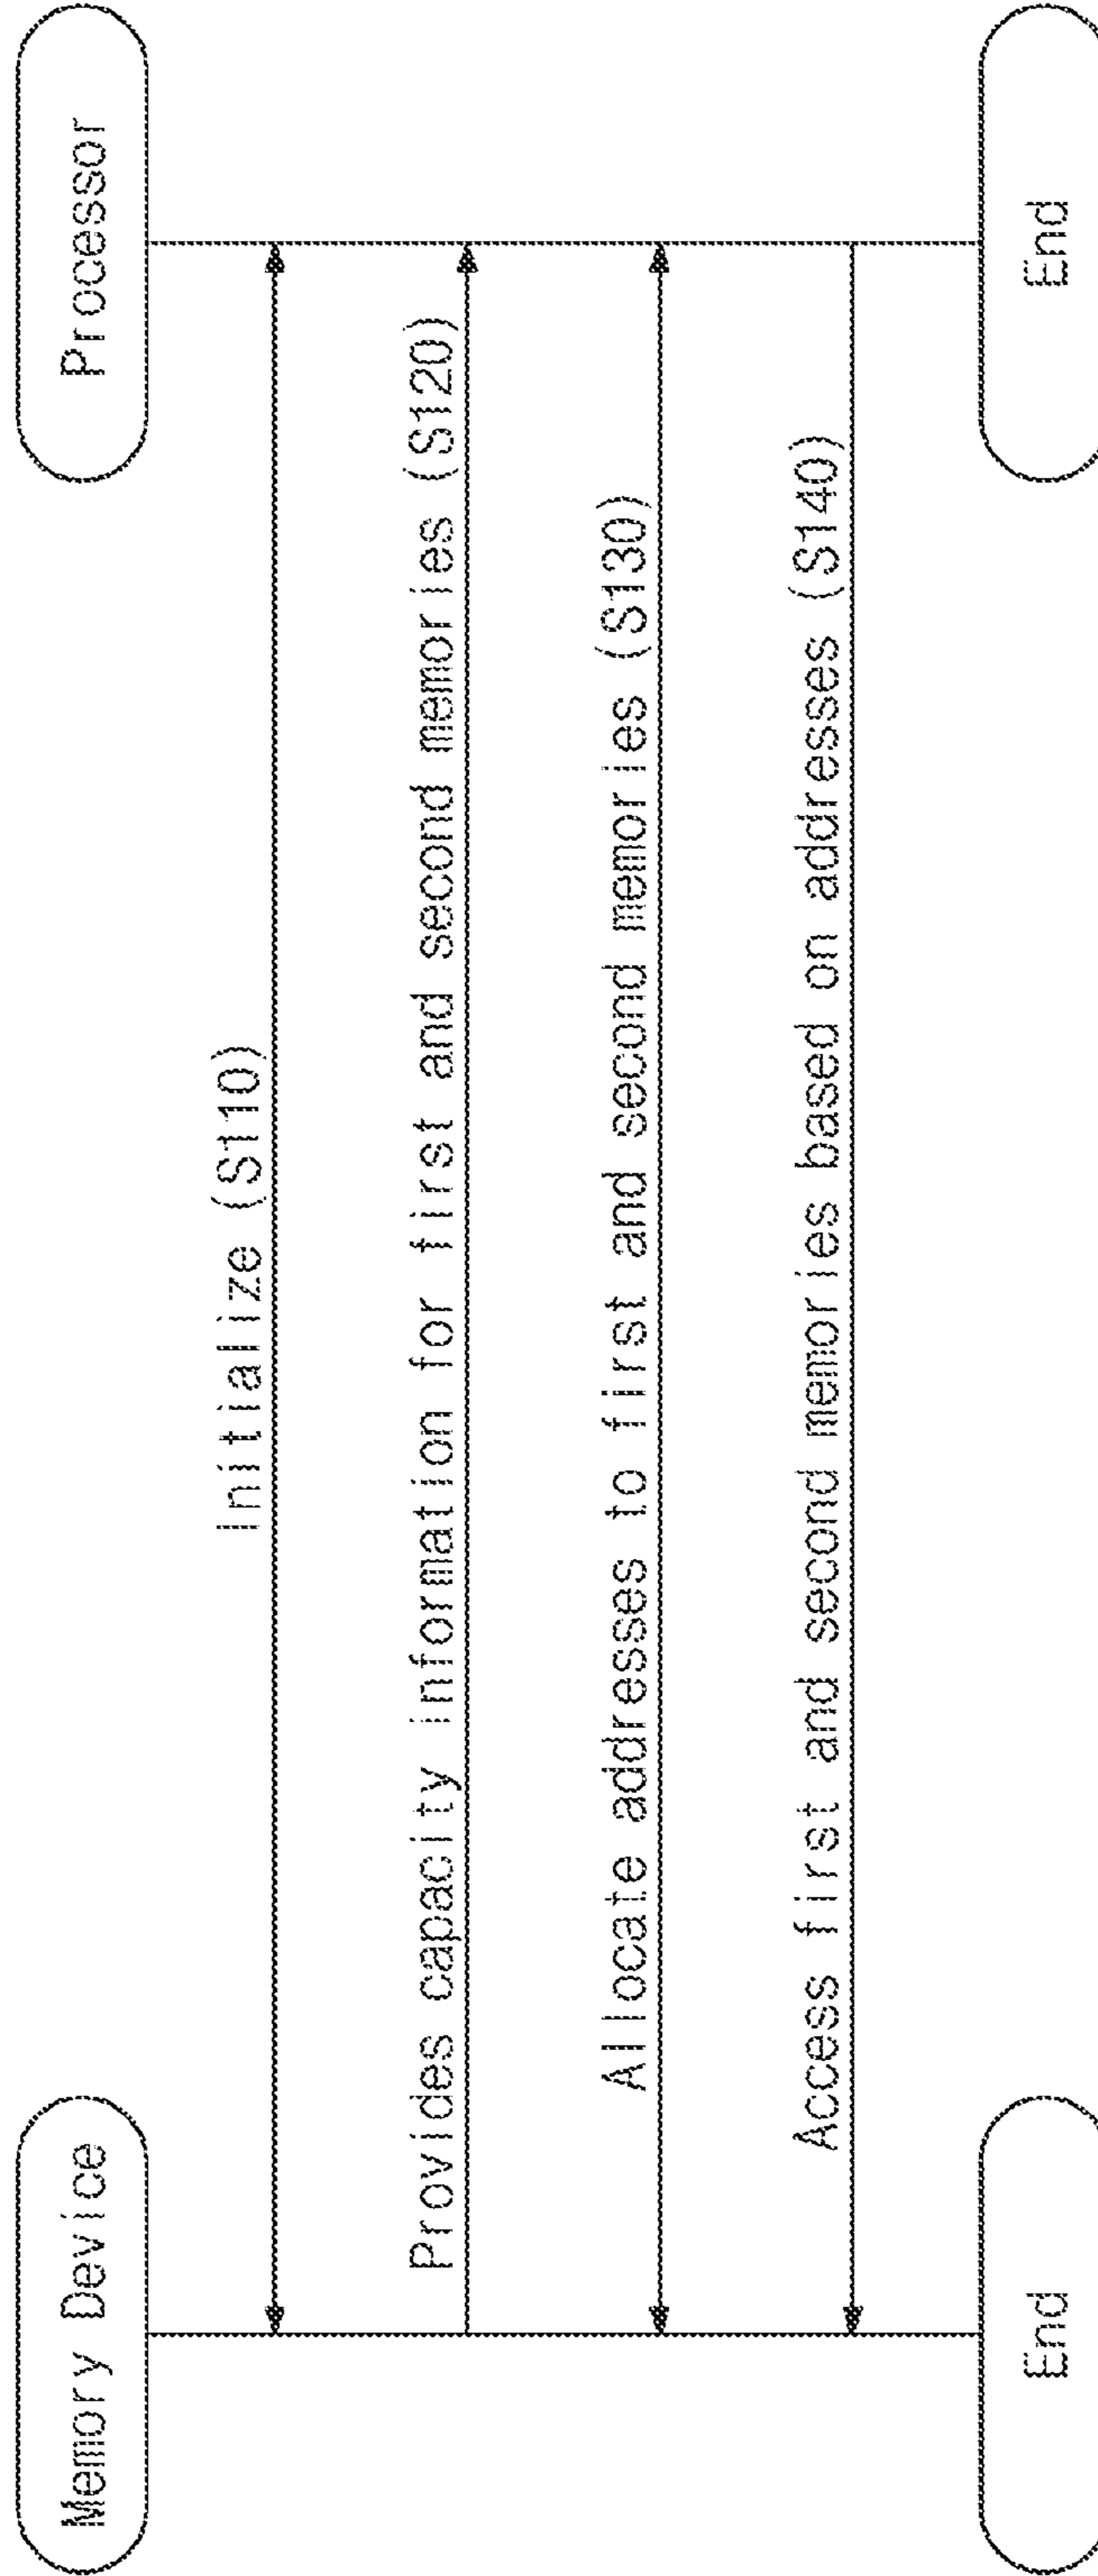 Memory Device
Processor
Initialize (S110)
Provides capacity information for first and second memories (S120)
Allocate addresses to first and second memories (S130)
Access first and second memories based on addresses (S140)
End
End